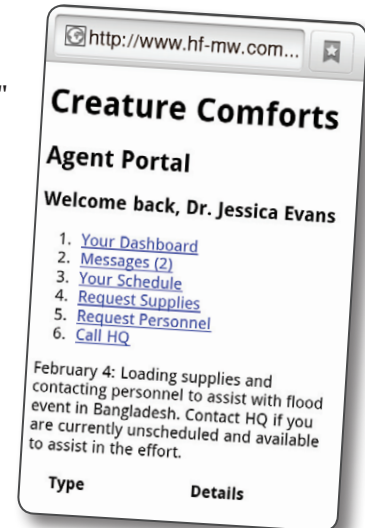 "
http://www.hf-mw.com...
Creature Comforts
Agent Portal
Welcome back, Dr. Jessica Evans
1. Your Dashboard
2. Messages (2)
3. Your Schedule
4. Request Supplies
5. Request Personnel
6. Call HQ
February 4: Loading supplies and
contacting personnel to assist with flood
event in Bangladesh. Contact HQ if you
are currently unscheduled and available
to assist in the effort.
Type Details